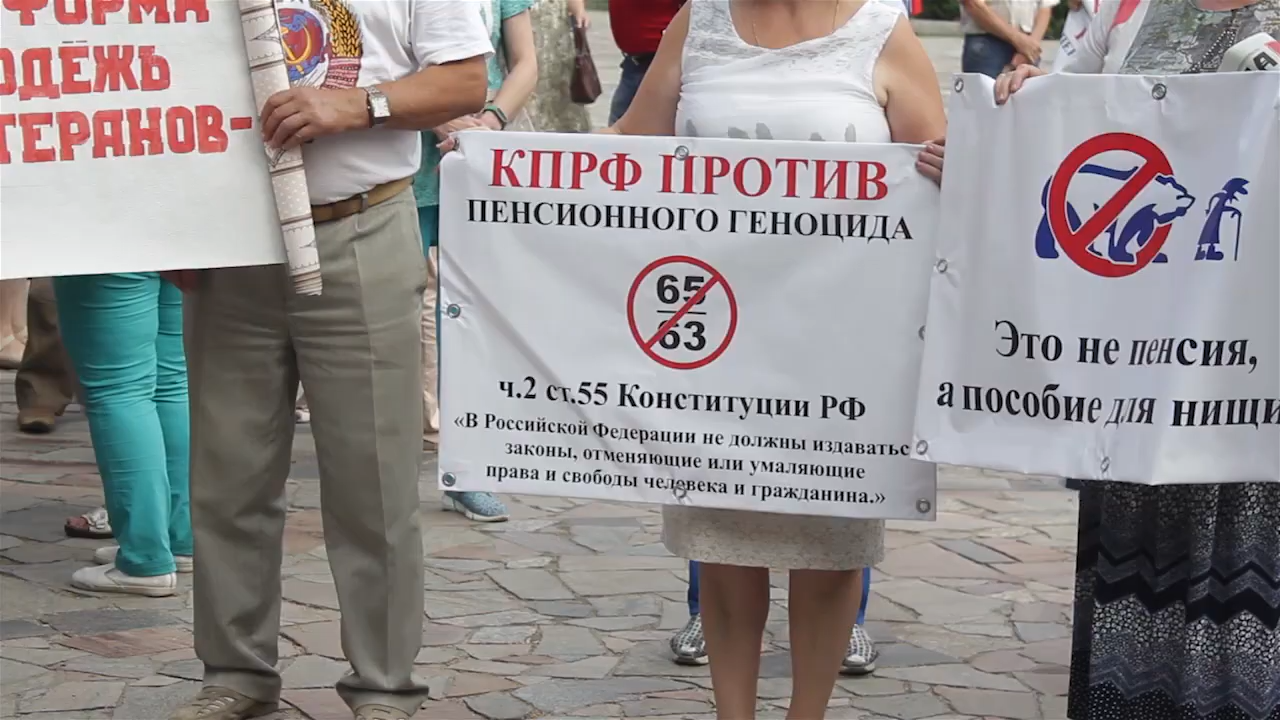 ФОРМА
ОДЁЖЬ
ТЕРАНОВ-
КПРФ ПРОТИВ
ПЕНСИОННОГО ГЕНОЦИДА
65
63
ч.2 ст.55 Конституции РФ
«В Российской Федерации не должны издаватьс
законы, отменяющие или умаляющие
права и свободы человека и гражданина.»
Это не пенсия,
а пособие для нищи